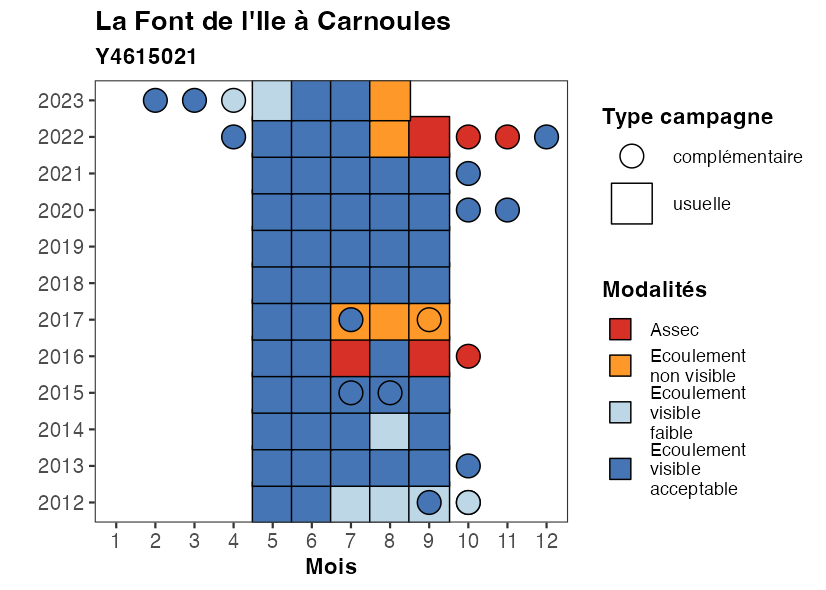 La Font de l'Ile à Carnoules
Y4615021
2023
2022
2021
2020
2019
2018
2017
2016
2015
2014
2013
2012
1 2 3 4 5 6 7 8 9 10 11 12
Mois
Type campagne
complémentaire
usuelle
Modalités
Assec
Ecoulement
non visible
Ecoulement
visible
faible
Ecoulement
visible
acceptable